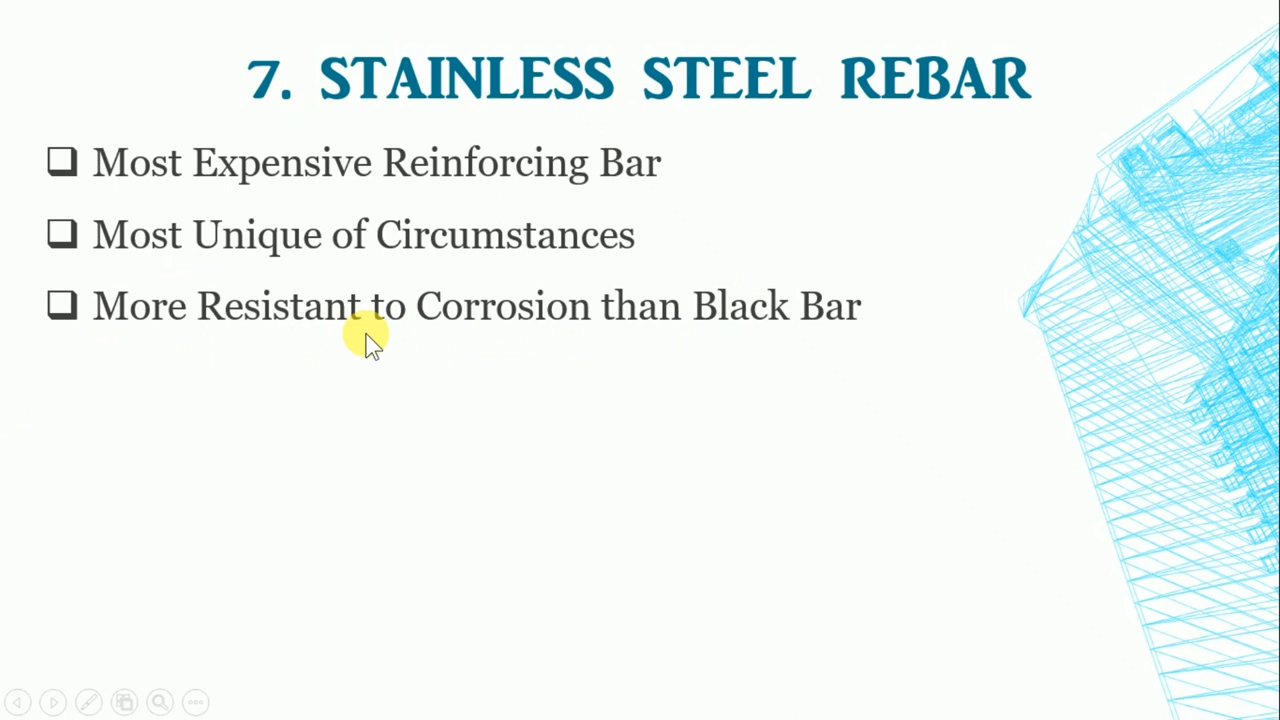 7. STAINLESS STEEL REBAR
Most Expensive Reinforcing Bar
Most Unique of Circumstances
More Resistant to Corrosion than Black Bar